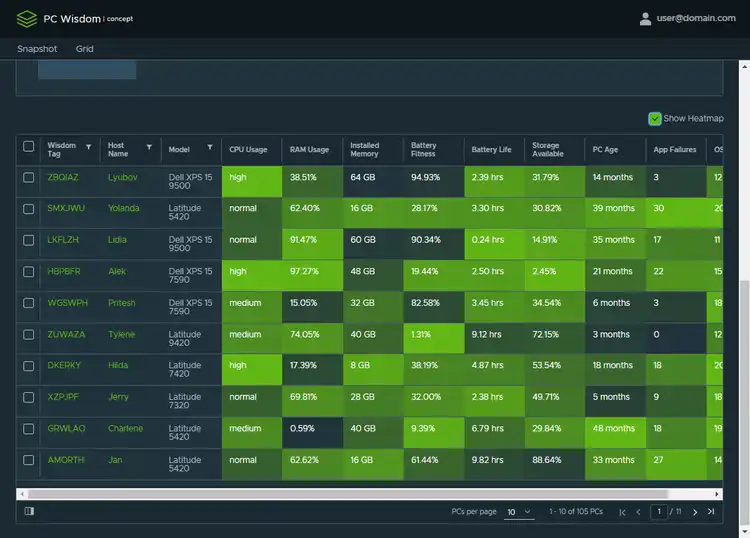 PC Wisdom | concept
user@domain.com
Snapshot Grid
Show Heatmap
Wisdom Tag Host Name Model CPU Usage RAM Usage Installed Memory Battery Fitness Battery Life Storage Available PC Age App Failures OS
ZBQIAZ Lyubov Dell XPS 15 9500 high 38.51% 64 GB 94.93% 2.39 hrs 31.79% 14 months 3 12
SMXJWU Yolanda Latitude 5420 normal 62.40% 16 GB 28.17% 3.30 hrs 30.82% 39 months 30 20
LKFLZH Lidia Dell XPS 15 9500 normal 91.47% 60 GB 90.34% 0.24 hrs 14.91% 35 months 17 11
HBPBFR Alek Dell XPS 15 7590 high 97.27% 48 GB 19.44% 2.50 hrs 2.45% 21 months 22 15
WGSWPH Pritesh Dell XPS 15 7590 medium 15.05% 32 GB 82.58% 3.45 hrs 34.54% 6 months 3 18
ZUWAZA Tylene Latitude 9420 medium 74.05% 40 GB 1.31% 9.12 hrs 72.15% 3 months 0 12
DKERKY Hilda Latitude 7420 high 17.39% 8 GB 38.19% 4.87 hrs 53.54% 18 months 18 20
XZPJPF Jerry Latitude 7320 normal 69.81% 28 GB 32.00% 2.38 hrs 49.71% 5 months 9 18
GRWLAO Charlene Latitude 5420 medium 0.59% 40 GB 9.39% 6.79 hrs 29.84% 48 months 18 19
AMORTH Jan Latitude 5420 normal 62.62% 16 GB 61.44% 9.82 hrs 88.64% 33 months 27 14
PCs per page 10 1 - 10 of 105 PCs 1 / 11